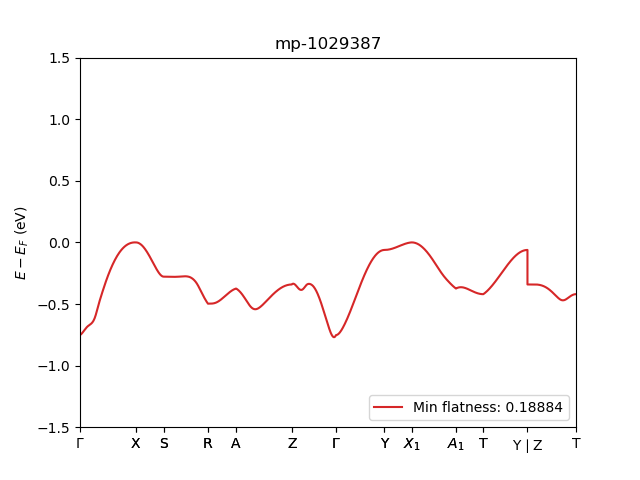 mp-1029387
E − E_F (eV)
1.5
1.0
0.5
0.0
−0.5
−1.0
−1.5
Min flatness: 0.18884
Γ X S R A Z Γ Y X₁ A₁ T Y | Z T